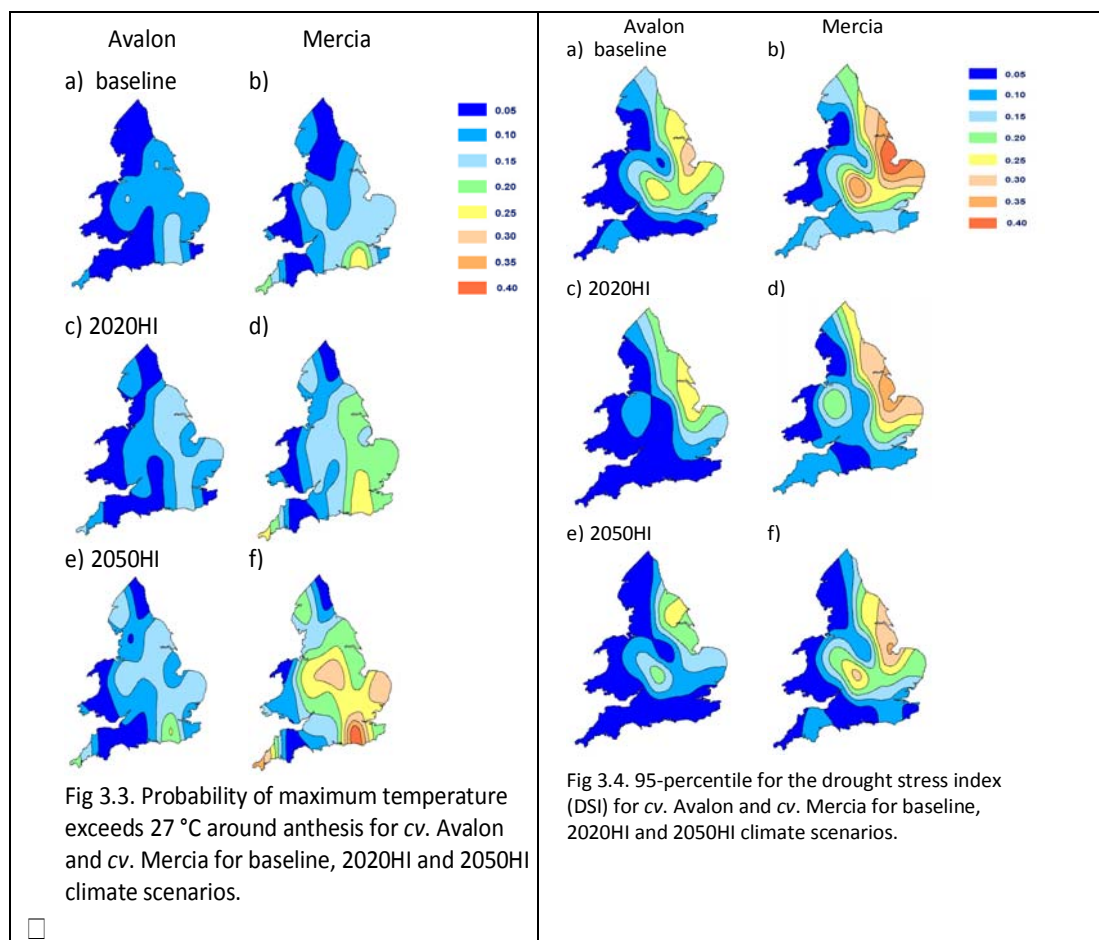 Avalon Mercia
a) baseline b)
0.05
0.10
0.15
0.20
0.25
0.30
0.35
0.40
c) 2020HI d)
e) 2050HI f)
Fig 3.3. Probability of maximum temperature
exceeds 27 °C around anthesis for cv. Avalon
and cv. Mercia for baseline, 2020HI and 2050HI
climate scenarios.
Avalon Mercia
a) baseline b)
0.05
0.10
0.15
0.20
0.25
0.30
0.35
0.40
c) 2020HI d)
e) 2050HI f)
Fig 3.4. 95-percentile for the drought stress index
(DSI) for cv. Avalon and cv. Mercia for baseline,
2020HI and 2050HI climate scenarios.